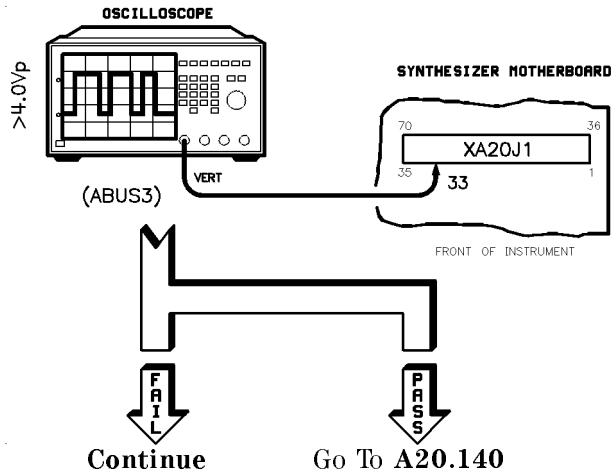 OSCILLOSCOPE
>4.0Vp
SYNTHESIZER MOTHERBOARD
70 36
XA20J1
35 1
VERT
33
(ABUS3)
FRONT OF INSTRUMENT
FAIL
PASS
Continue
Go To A20.140